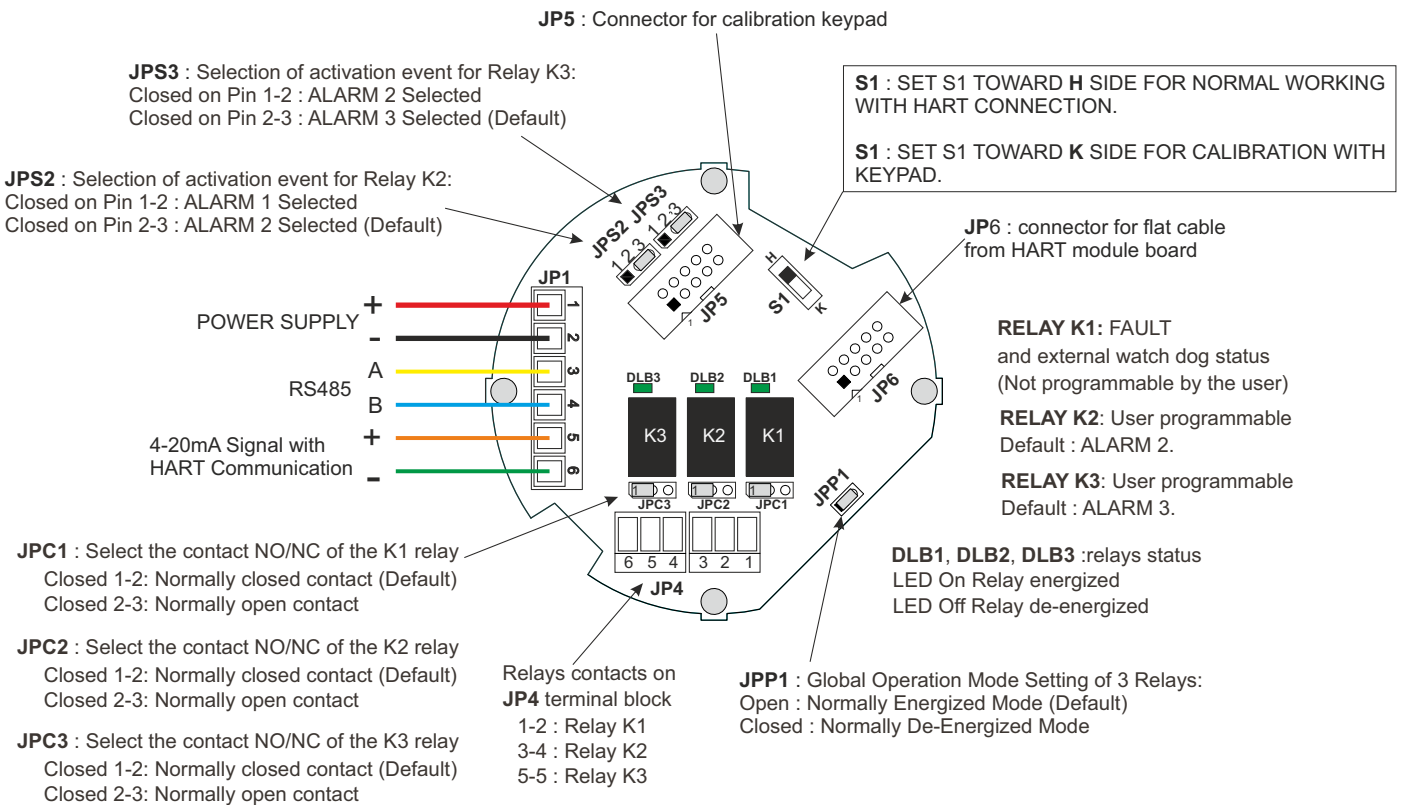 JP5 : Connector for calibration keypad
JPS3 : Selection of activation event for Relay K3:
Closed on Pin 1-2 : ALARM 2 Selected
Closed on Pin 2-3 : ALARM 3 Selected (Default)
S1 : SET S1 TOWARD H SIDE FOR NORMAL WORKING
WITH HART CONNECTION.
S1 : SET S1 TOWARD K SIDE FOR CALIBRATION WITH
KEYPAD.
JPS2 : Selection of activation event for Relay K2:
Closed on Pin 1-2 : ALARM 1 Selected
Closed on Pin 2-3 : ALARM 2 Selected (Default)
JP6 : connector for flat cable
from HART module board
JPS2
JPS3
1 2 3
1 2 3
JP5
1
H
S1
K
JP6
1
JP1
1
2
3
4
5
6
+
POWER SUPPLY
-
A
RS485
B
+
4-20mA Signal with
HART Communication
-
DLB3 DLB2 DLB1
K3 K2 K1
1 1 1
JPC3 JPC2 JPC1
6 5 4 3 2 1
JP4
JPP1
RELAY K1: FAULT
and external watch dog status
(Not programmable by the user)
RELAY K2: User programmable
Default : ALARM 2.
RELAY K3: User programmable
Default : ALARM 3.
DLB1, DLB2, DLB3 :relays status
LED On Relay energized
LED Off Relay de-energized
JPC1 : Select the contact NO/NC of the K1 relay
Closed 1-2: Normally closed contact (Default)
Closed 2-3: Normally open contact
JPC2 : Select the contact NO/NC of the K2 relay
Closed 1-2: Normally closed contact (Default)
Closed 2-3: Normally open contact
JPC3 : Select the contact NO/NC of the K3 relay
Closed 1-2: Normally closed contact (Default)
Closed 2-3: Normally open contact
Relays contacts on
JP4 terminal block
1-2 : Relay K1
3-4 : Relay K2
5-5 : Relay K3
JPP1 : Global Operation Mode Setting of 3 Relays:
Open : Normally Energized Mode (Default)
Closed : Normally De-Energized Mode